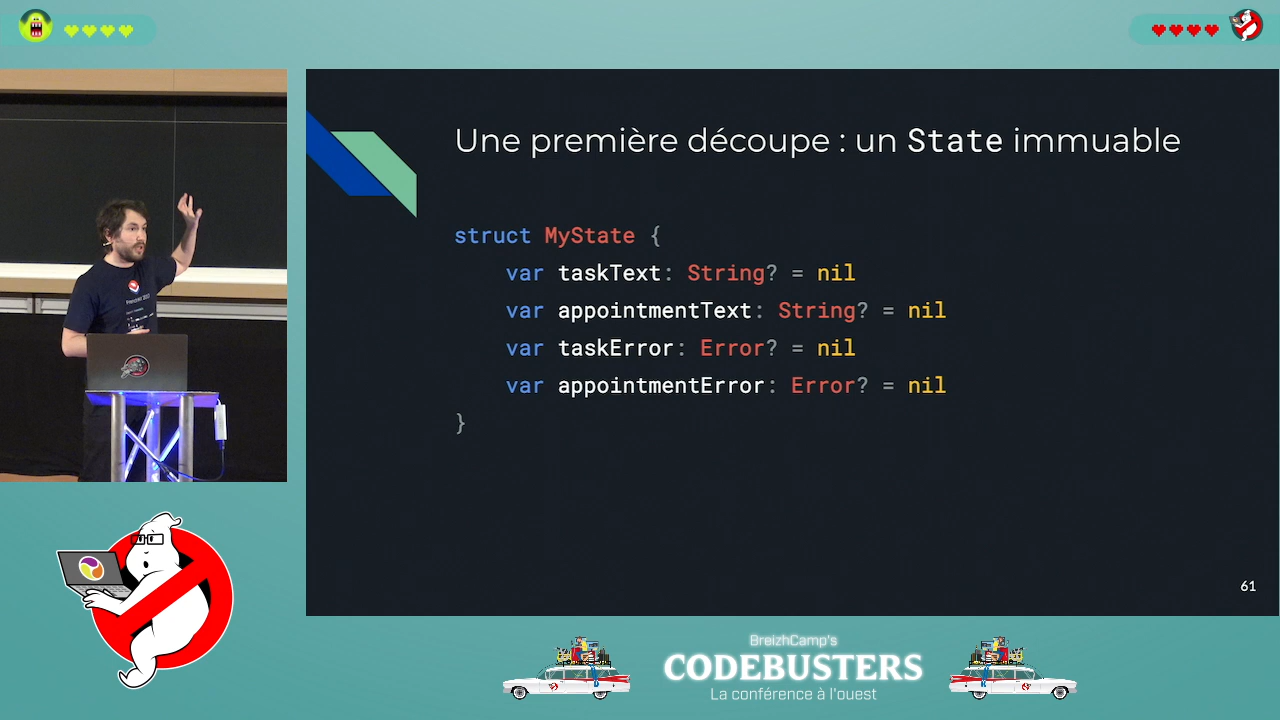 Une première découpe : un State immuable
struct MyState {
var taskText: String? = nil
var appointmentText: String? = nil
var taskError: Error? = nil
var appointmentError: Error? = nil
}
61
BreizhCamp's
CODEBUSTERS
La conférence à l'ouest